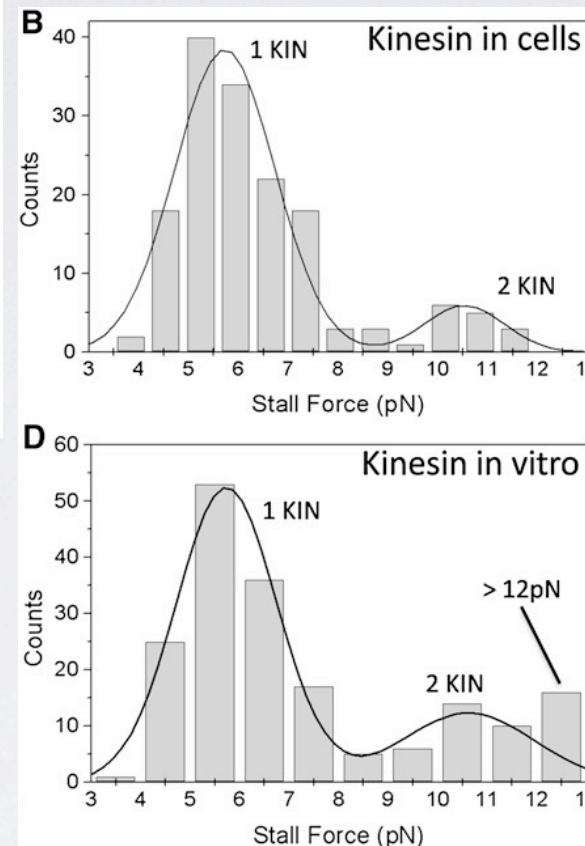 B
Kinesin in cells
40
1 KIN
30
Counts
20
10
2 KIN
0
3 4 5 6 7 8 9 10 11 12 1
Stall Force (pN)
D
60
Kinesin in vitro
50
1 KIN
40
> 12pN
Counts
30
20
2 KIN
10
0
3 4 5 6 7 8 9 10 11 12 1
Stall Force (pN)